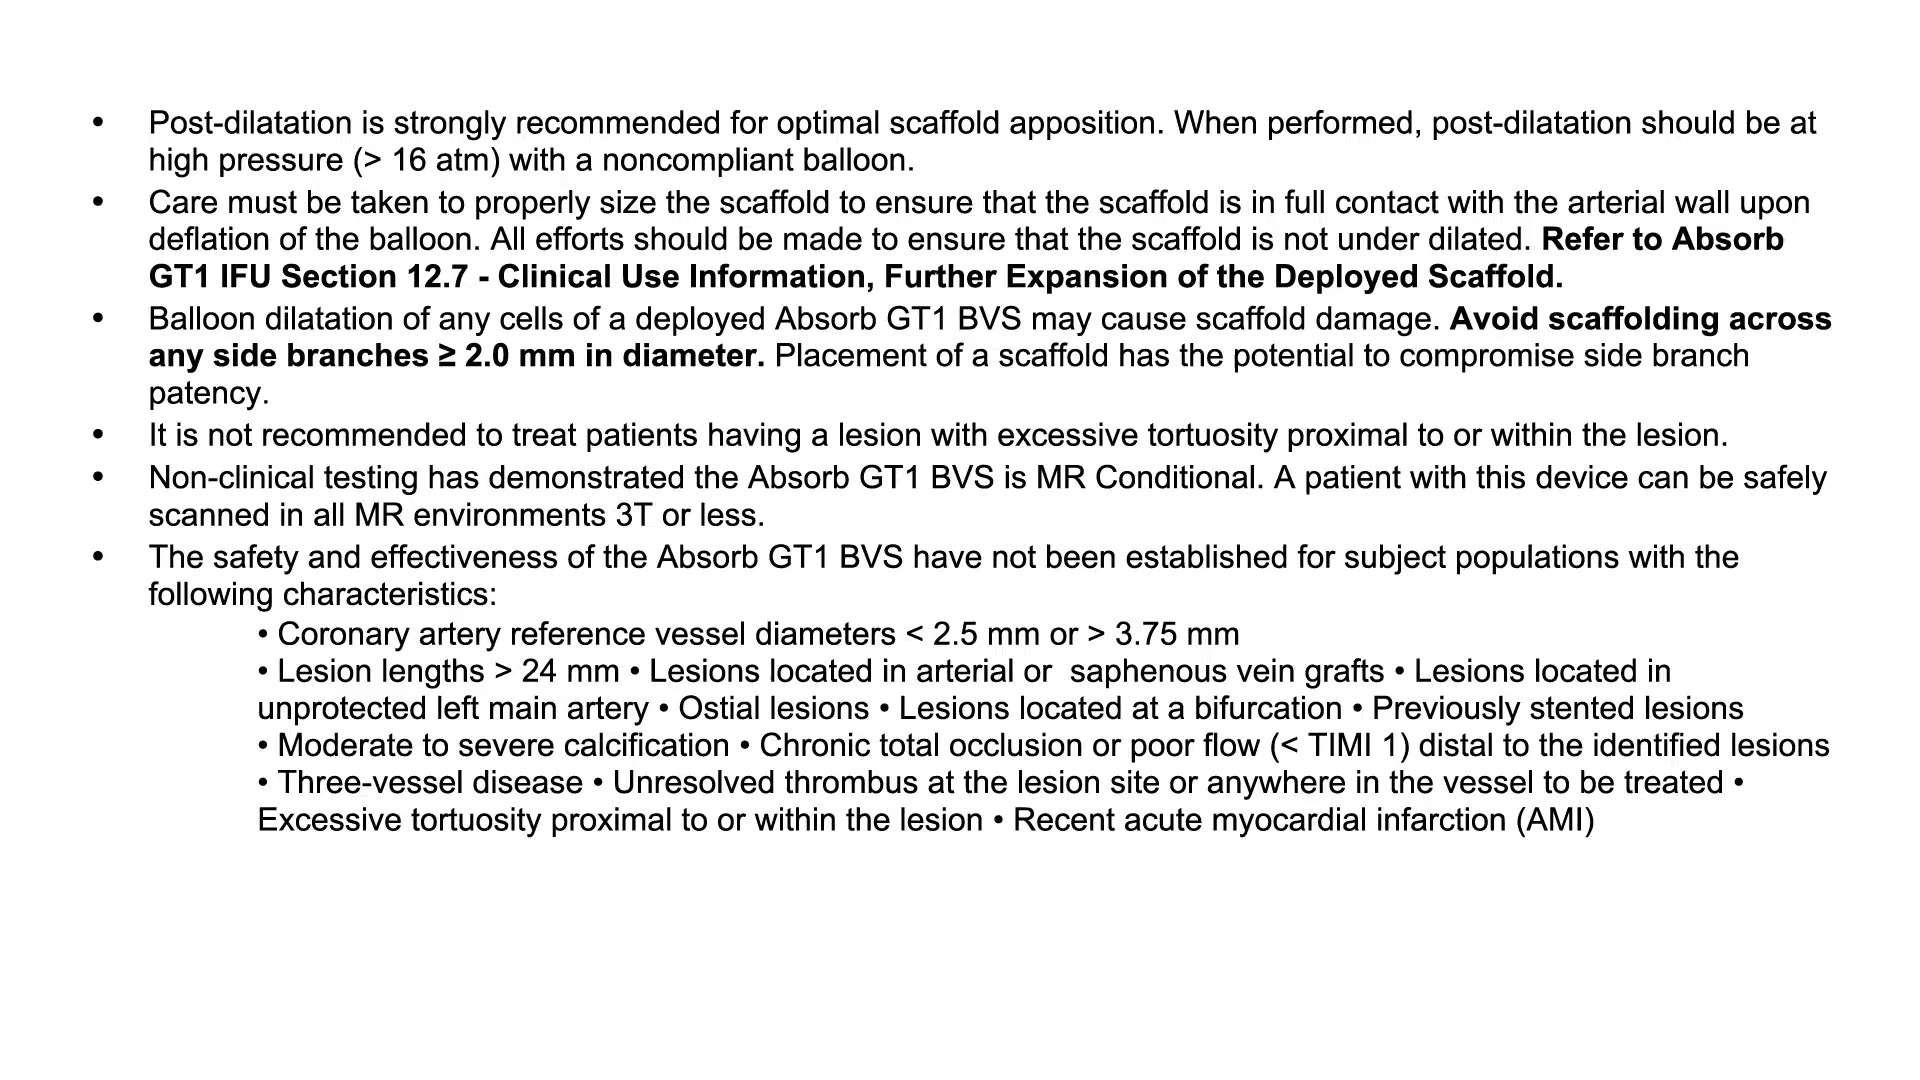 • Post-dilatation is strongly recommended for optimal scaffold apposition. When performed, post-dilatation should be at
high pressure (> 16 atm) with a noncompliant balloon.
• Care must be taken to properly size the scaffold to ensure that the scaffold is in full contact with the arterial wall upon
deflation of the balloon. All efforts should be made to ensure that the scaffold is not under dilated. Refer to Absorb
GT1 IFU Section 12.7 - Clinical Use Information, Further Expansion of the Deployed Scaffold.
• Balloon dilatation of any cells of a deployed Absorb GT1 BVS may cause scaffold damage. Avoid scaffolding across
any side branches ≥ 2.0 mm in diameter. Placement of a scaffold has the potential to compromise side branch
patency.
• It is not recommended to treat patients having a lesion with excessive tortuosity proximal to or within the lesion.
• Non-clinical testing has demonstrated the Absorb GT1 BVS is MR Conditional. A patient with this device can be safely
scanned in all MR environments 3T or less.
• The safety and effectiveness of the Absorb GT1 BVS have not been established for subject populations with the
following characteristics:
• Coronary artery reference vessel diameters < 2.5 mm or > 3.75 mm
• Lesion lengths > 24 mm • Lesions located in arterial or  saphenous vein grafts • Lesions located in
unprotected left main artery • Ostial lesions • Lesions located at a bifurcation • Previously stented lesions
• Moderate to severe calcification • Chronic total occlusion or poor flow (< TIMI 1) distal to the identified lesions
• Three-vessel disease • Unresolved thrombus at the lesion site or anywhere in the vessel to be treated •
Excessive tortuosity proximal to or within the lesion • Recent acute myocardial infarction (AMI)